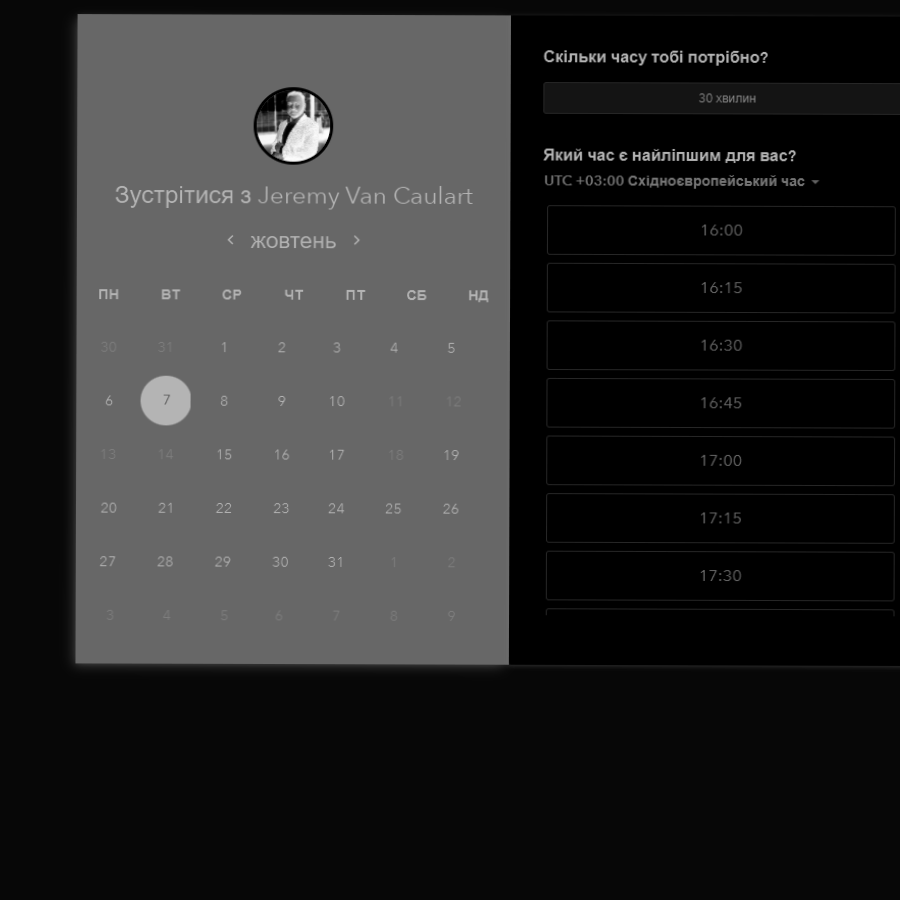 Зустрітися з Jeremy Van Caulart
жовтень
ПН ВТ СР ЧТ ПТ СБ НД
30 31 1 2 3 4 5
6 7 8 9 10 11 12
13 14 15 16 17 18 19
20 21 22 23 24 25 26
27 28 29 30 31 1 2
3 4 5 6 7 8 9
Скільки часу тобі потрібно?
30 хвилин
Який час є найліпшим для вас?
UTC +03:00 Східноєвропейський час
16:00
16:15
16:30
16:45
17:00
17:15
17:30